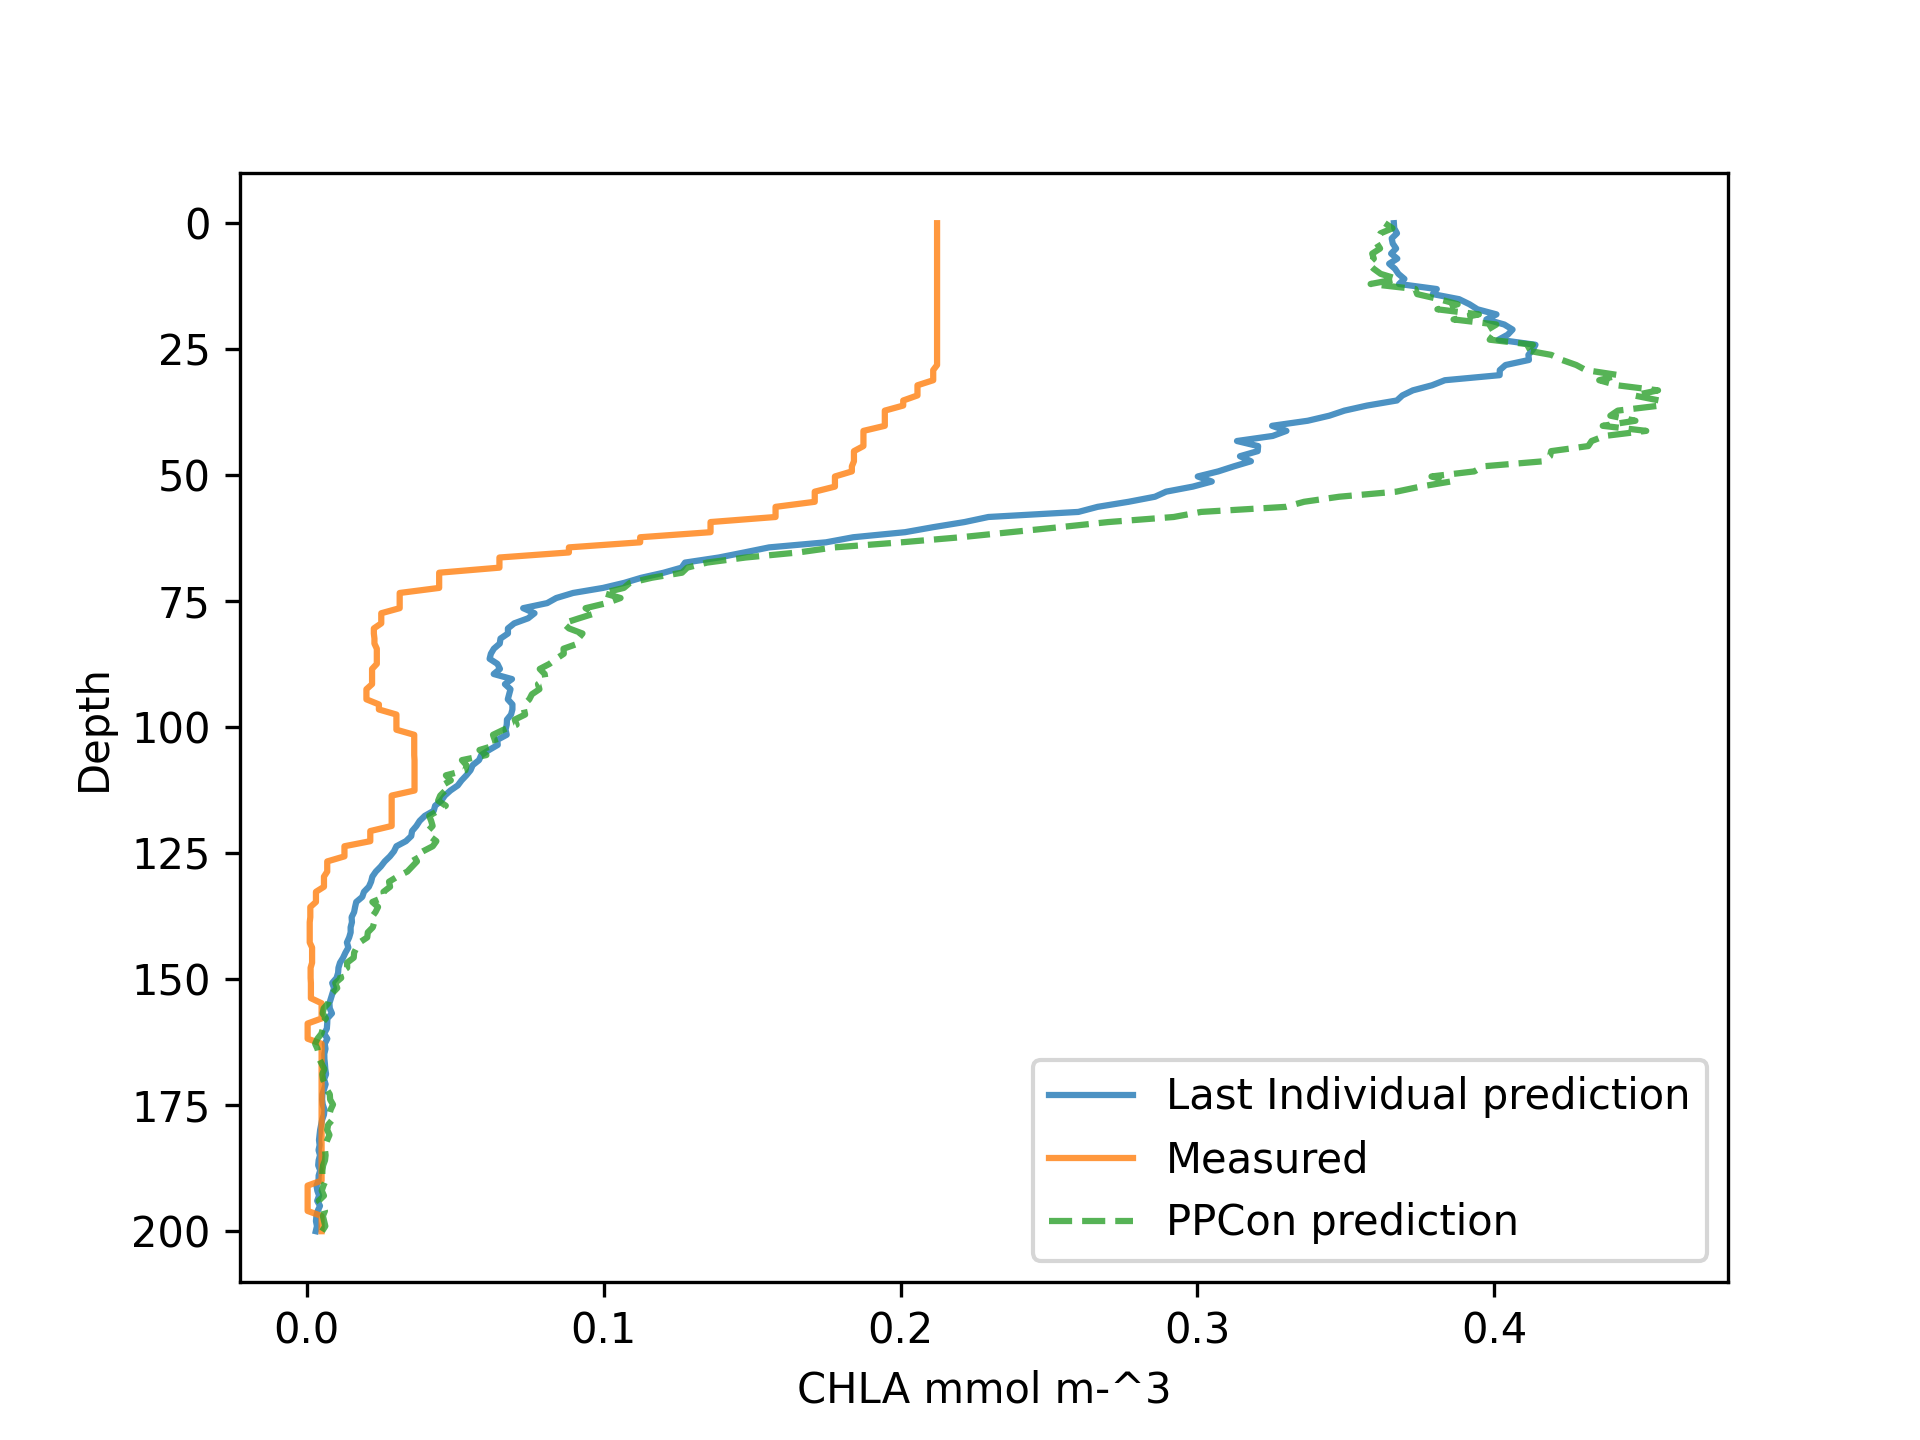 0
25
50
75
100
125
150
175
200
Depth
0.0 0.1 0.2 0.3 0.4
CHLA mmol m-^3
Last Individual prediction
Measured
PPCon prediction